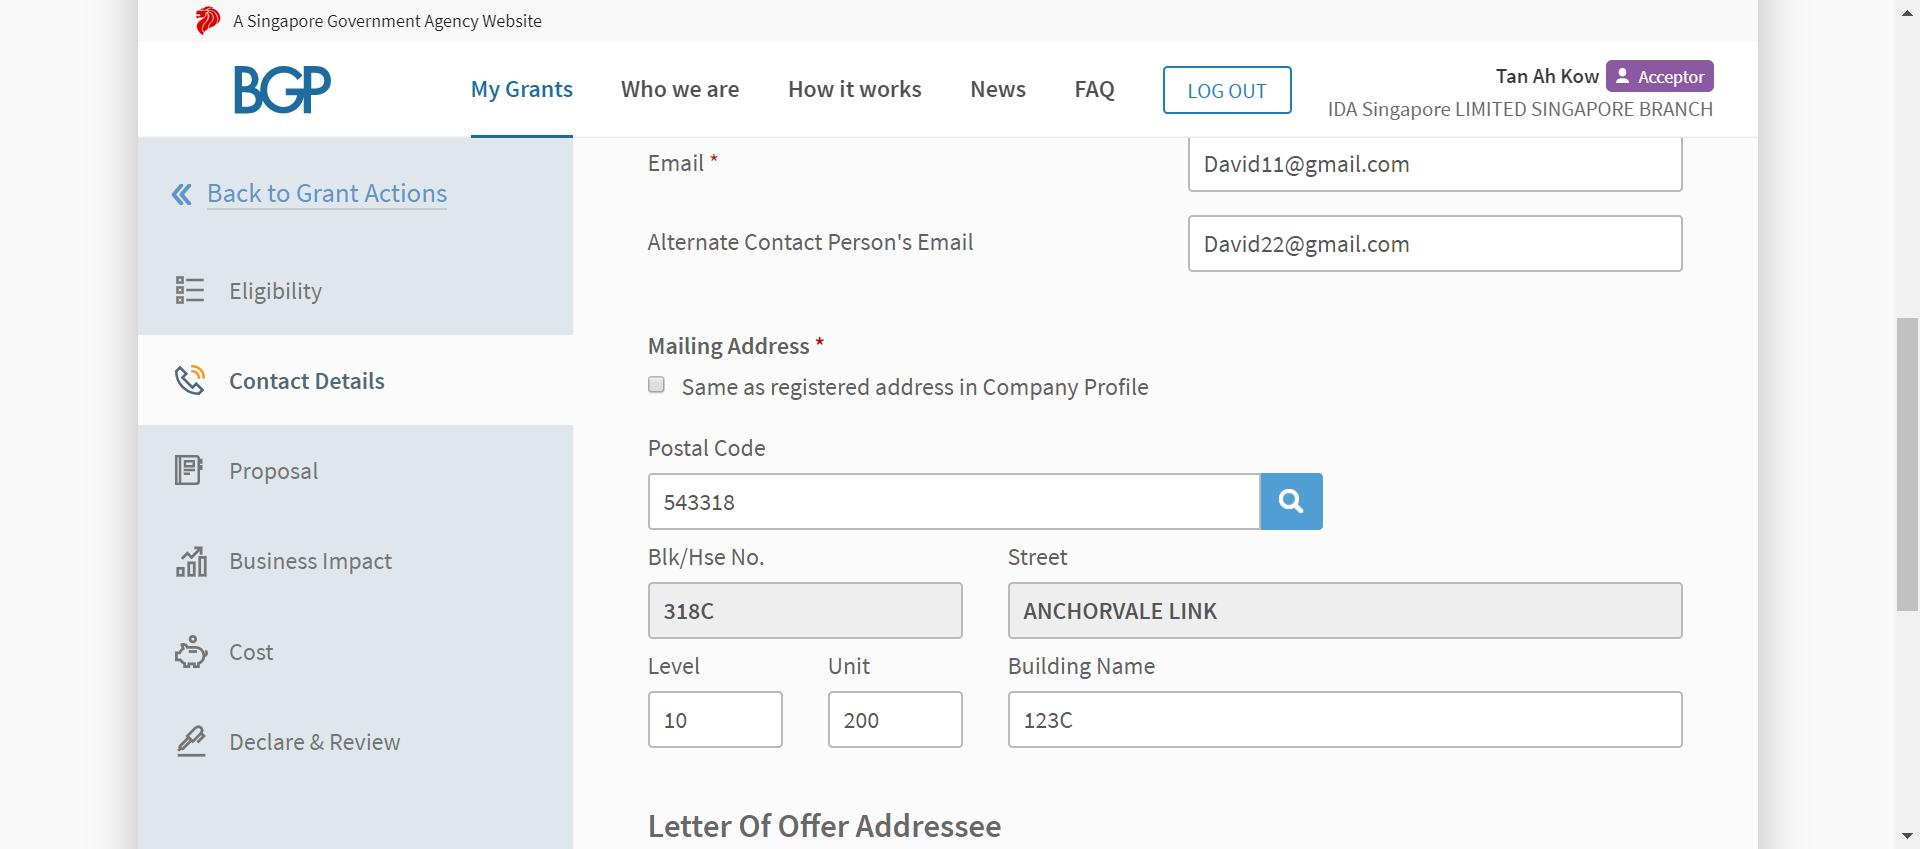 A Singapore Government Agency Website
BGP
My Grants
Who we are
How it works
News
FAQ
LOG OUT
Tan Ah Kow
Acceptor
IDA Singapore LIMITED SINGAPORE BRANCH
Back to Grant Actions
Eligibility
Contact Details
Proposal
Business Impact
Cost
Declare & Review
Email *
David11@gmail.com
Alternate Contact Person's Email
David22@gmail.com
Mailing Address *
Same as registered address in Company Profile
Postal Code
543318
Blk/Hse No.
Street
318C
ANCHORVALE LINK
Level
Unit
Building Name
10
200
123C
Letter Of Offer Addressee